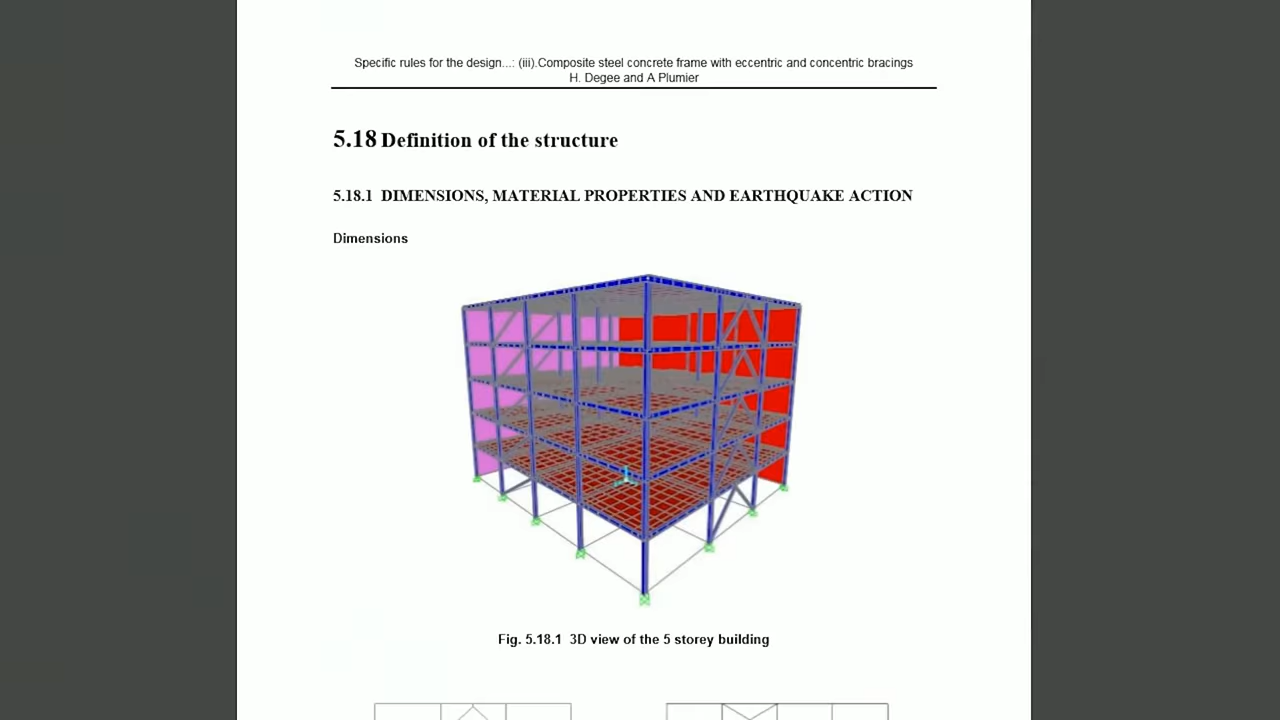 Specific rules for the design...: (iii).Composite steel concrete frame with eccentric and concentric bracings
H. Degee and A Plumier
5.18 Definition of the structure
5.18.1 DIMENSIONS, MATERIAL PROPERTIES AND EARTHQUAKE ACTION
Dimensions
Fig. 5.18.1 3D view of the 5 storey building